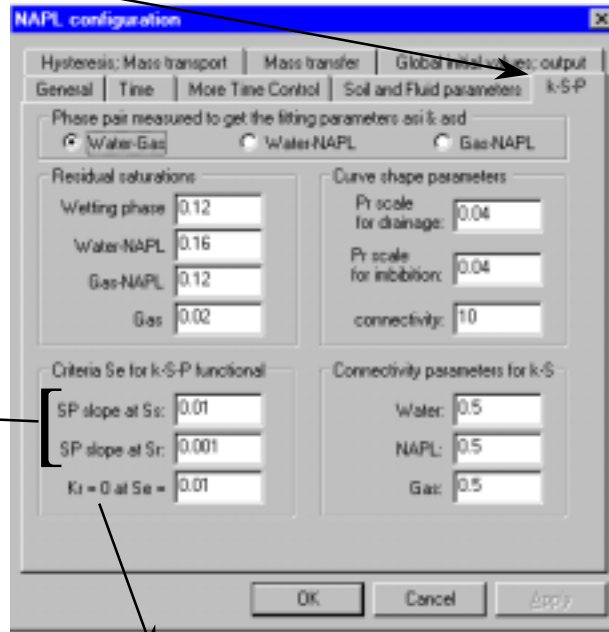 NAPL configuration
Hysteresis; Mass transport
Mass transfer
Global initial values; output
General
Time
More Time Control
Soil and Fluid parameters
k-S-P
Phase pair measured to get the fitting parameters asi & asd
Water-Gas
Water-NAPL
Gas-NAPL
Residual saturations
Wetting phase 0.12
Water-NAPL 0.16
Gas-NAPL 0.12
Gas 0.02
Curve shape parameters
Pr scale
for drainage: 0.04
Pr scale
for imbibition: 0.04
connectivity: 10
Criteria Se for k-S-P functional
SP slope at Ss: 0.01
SP slope at Sr: 0.001
Kr = 0 at Se = 0.01
Connectivity parameters for k-S
Water: 0.5
NAPL: 0.5
Gas: 0.5
OK
Cancel
Apply